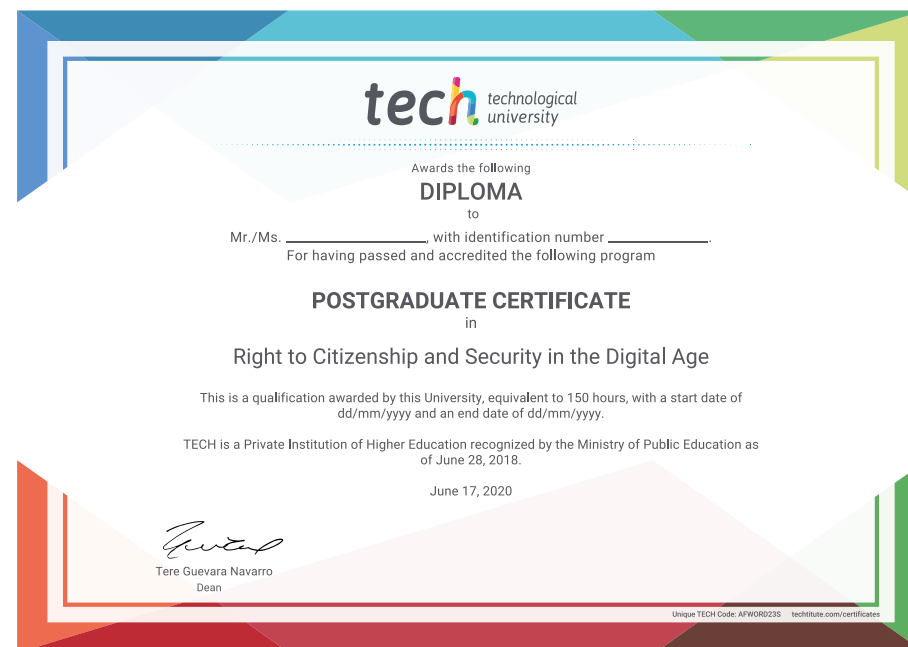 tech technological
university
Awards the following
DIPLOMA
to
Mr./Ms. ____________, with identification number ____________.
For having passed and accredited the following program
POSTGRADUATE CERTIFICATE
in
Right to Citizenship and Security in the Digital Age
This is a qualification awarded by this University, equivalent to 150 hours, with a start date of
dd/mm/yyyy and an end date of dd/mm/yyyy.
TECH is a Private Institution of Higher Education recognized by the Ministry of Public Education as
of June 28, 2018.
June 17, 2020
Tere Guevara Navarro
Dean
Unique TECH Code: AFWORD23S techtitute.com/certificates